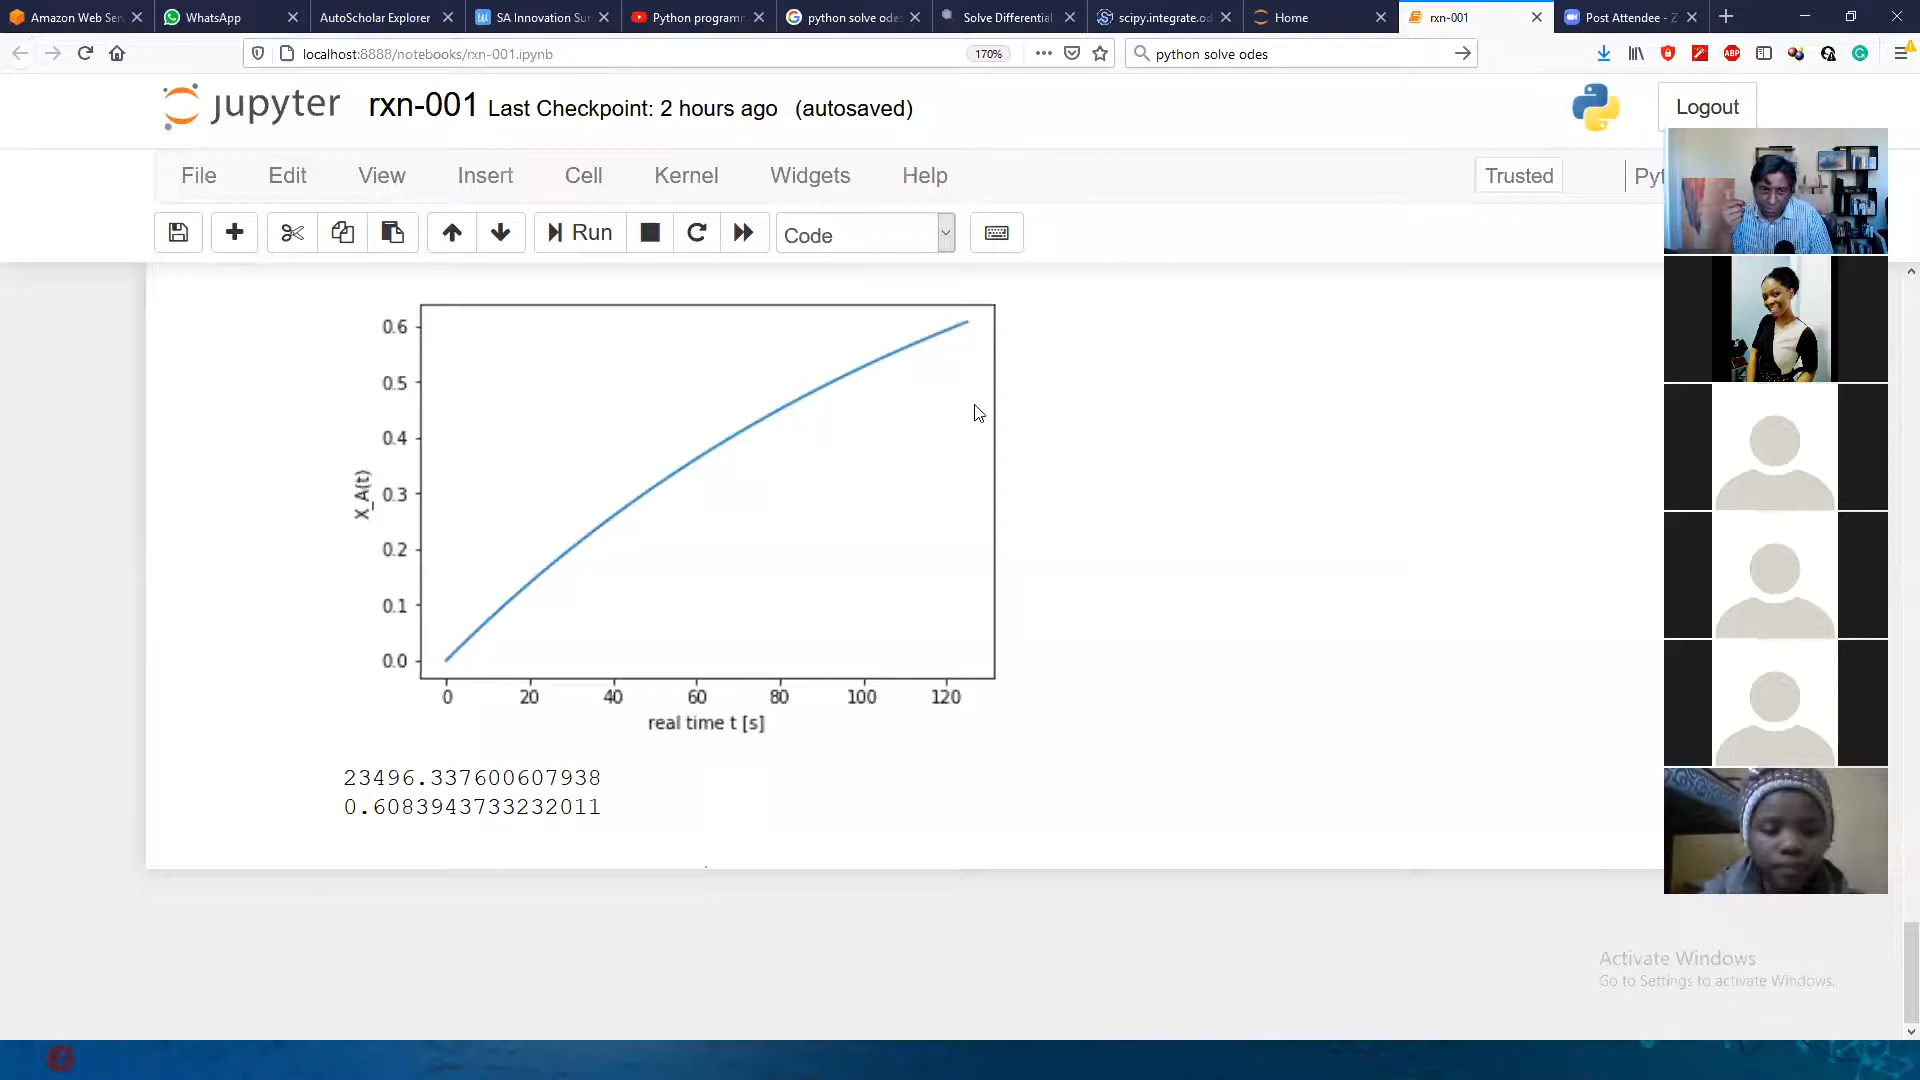 Amazon Web Serv
WhatsApp
AutoScholar Explorer
SA Innovation Sur
Python programm
python solve odes
Solve Differential
scipy.integrate.od
Home
rxn-001
Post Attendee - Z
localhost:8888/notebooks/rxn-001.ipynb
170%
python solve odes
ABP
jupyter rxn-001 Last Checkpoint: 2 hours ago (autosaved)
Logout
File Edit View Insert Cell Kernel Widgets Help
Trusted
Pyt
Run
Code
0.6
0.5
0.4
0.3
0.2
0.1
0.0
X_A(t)
0 20 40 60 80 100 120
real time t [s]
23496.337600607938
0.6083943733232011
Activate Windows
Go to Settings to activate Windows.